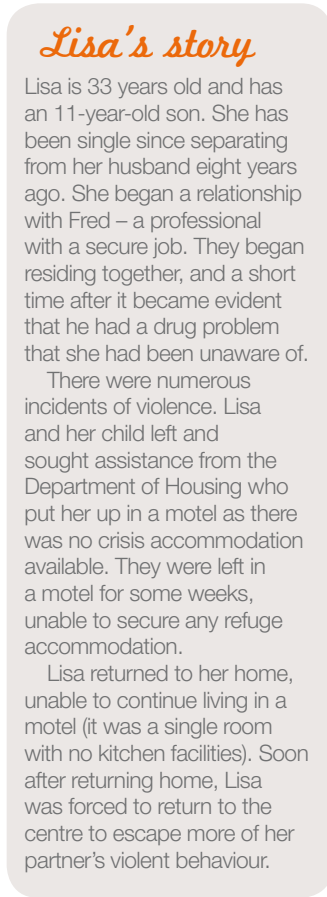 Lisa's story
Lisa is 33 years old and has
an 11-year-old son. She has
been single since separating
from her husband eight years
ago. She began a relationship
with Fred – a professional
with a secure job. They began
residing together, and a short
time after it became evident
that he had a drug problem
that she had been unaware of.
There were numerous
incidents of violence. Lisa
and her child left and
sought assistance from the
Department of Housing who
put her up in a motel as there
was no crisis accommodation
available. They were left in
a motel for some weeks,
unable to secure any refuge
accommodation.
Lisa returned to her home,
unable to continue living in a
motel (it was a single room
with no kitchen facilities). Soon
after returning home, Lisa
was forced to return to the
centre to escape more of her
partner's violent behaviour.